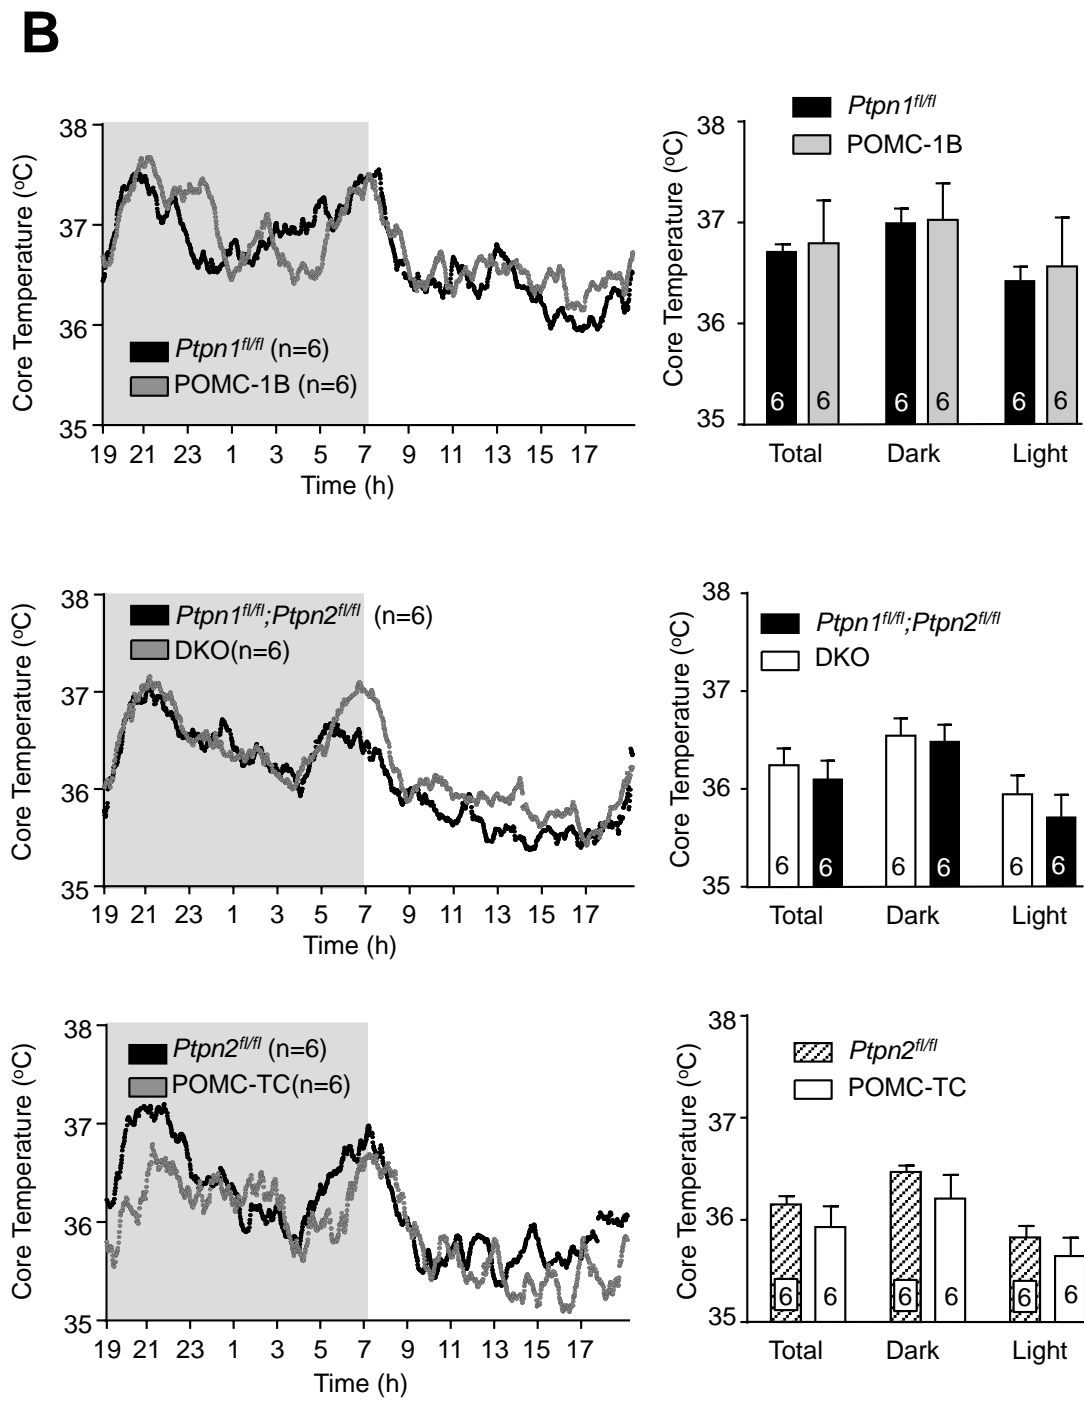 B
38
37
36
35
Core Temperature (oC)
Ptpn1fl/fl (n=6)
POMC-1B (n=6)
19 21 23 1 3 5 7 9 11 13 15 17
Time (h)
Ptpn1fl/fl
POMC-1B
38
37
36
35
Core Temperature (oC)
6 6 6 6 6 6
Total Dark Light
38
37
36
35
Core Temperature (oC)
Ptpn1fl/fl;Ptpn2fl/fl (n=6)
DKO(n=6)
19 21 23 1 3 5 7 9 11 13 15 17
Time (h)
38
37
36
35
Core Temperature (oC)
Ptpn1fl/fl;Ptpn2fl/fl
DKO
6 6 6 6 6 6
Total Dark Light
38
37
36
35
Core Temperature (oC)
Ptpn2fl/fl (n=6)
POMC-TC(n=6)
19 21 23 1 3 5 7 9 11 13 15 17
Time (h)
38
37
36
35
Core Temperature (oC)
Ptpn2fl/fl
POMC-TC
6 6 6 6 6 6
Total Dark Light